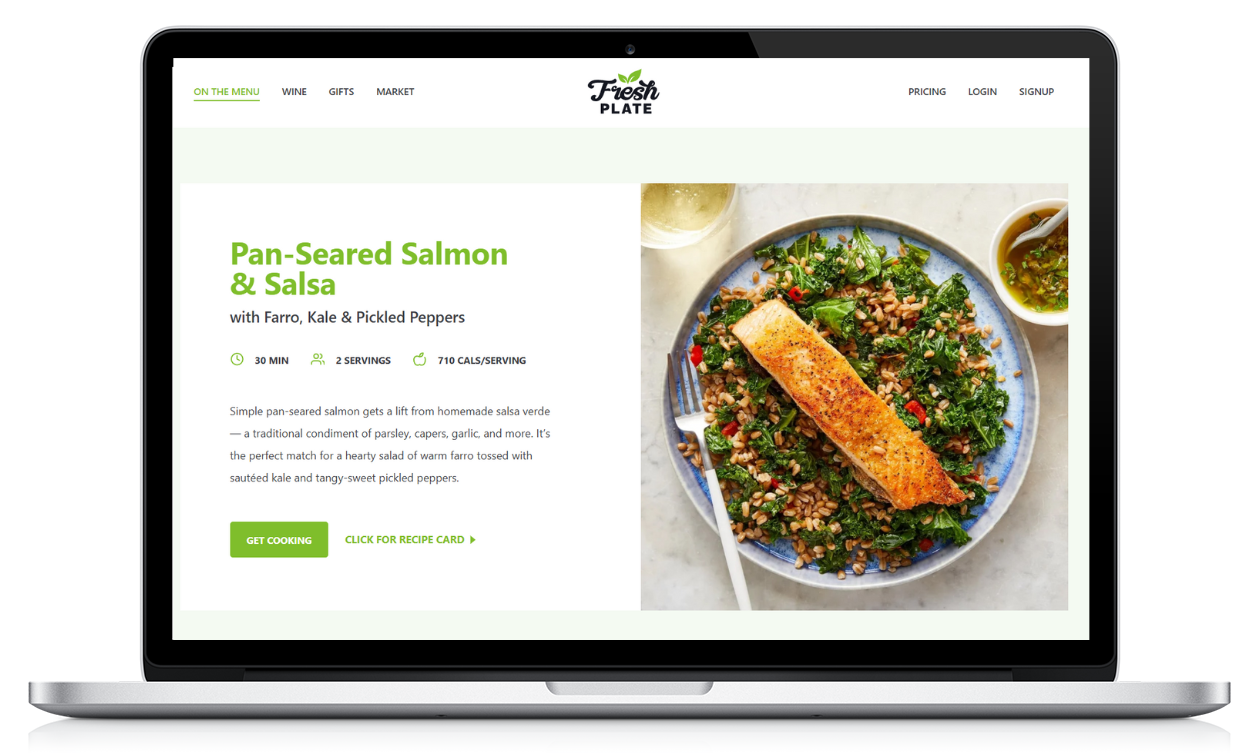 ON THE MENU WINE GIFTS MARKET
Fresh
PLATE
PRICING LOGIN SIGNUP
Pan-Seared Salmon
& Salsa
with Farro, Kale & Pickled Peppers
30 MIN 2 SERVINGS 710 CALS/SERVING
Simple pan-seared salmon gets a lift from homemade salsa verde
— a traditional condiment of parsley, capers, garlic, and more. It's
the perfect match for a hearty salad of warm farro tossed with
sautéed kale and tangy-sweet pickled peppers.
GET COOKING CLICK FOR RECIPE CARD